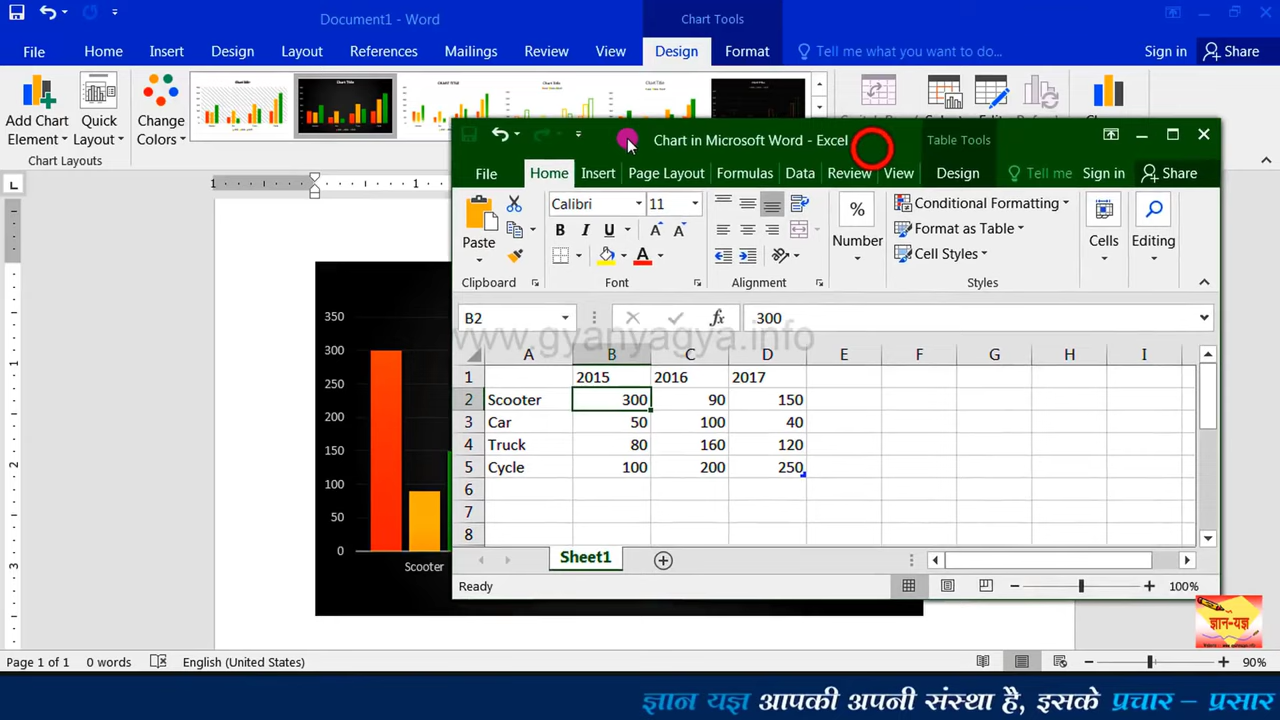 Document1 - Word
Chart Tools
File Home Insert Design Layout References Mailings Review View Design Format Tell me what you want to do... Sign in Share
Add Chart Element
Quick Layout
Change Colors
Chart Layouts
Chart in Microsoft Word - Excel
Table Tools
File Home Insert Page Layout Formulas Data Review View Design Tell me Sign in Share
Paste
Calibri 11
B I U
A A
A
%
Number
Conditional Formatting
Format as Table
Cell Styles
Cells
Editing
Clipboard Font Alignment Styles
B2 fx 300
www.gyanyagya.info
A B C D E F G H I
1 2015 2016 2017
2 Scooter 300 90 150
3 Car 50 100 40
4 Truck 80 160 120
5 Cycle 100 200 250
6
7
8
Sheet1
Ready 100%
350
300
250
200
150
100
50
0
Scooter
ज्ञान-यज्ञ
Page 1 of 1 0 words English (United States) 90%
ज्ञान यज्ञ आपकी अपनी संस्था है, इसके प्रचार – प्रसार